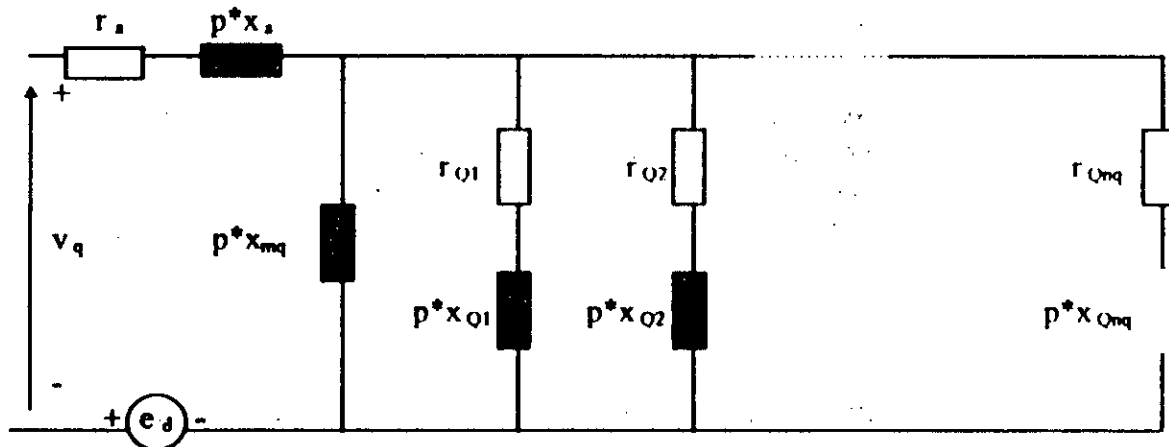 r a p*x a
+
r Q1 r Q2 r Qnq
v q p*x mq
p*x Q1 p*x Q2 p*x Qnq
-
+ e d -